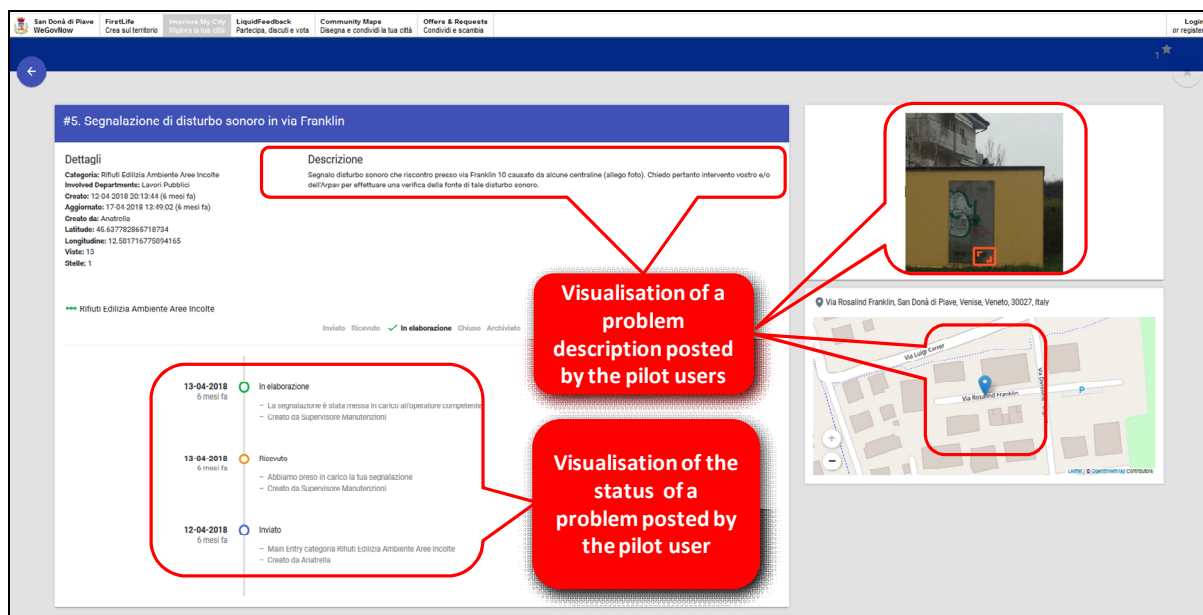 San Donà di Piave
WeGovNow
FirstLife
Crea sul territorio
Improve My City
Migliora la tua città
LiquidFeedback
Partecipa, discuti e vota
Community Maps
Disegna e condividi la tua città
Offers & Requests
Condividi e scambia
Login
or register
1
#5. Segnalazione di disturbo sonoro in via Franklin
Dettagli
Categoria: Rifiuti Edilizia Ambiente Aree Incolte
Involved Departments: Lavori Pubblici
Creato: 12-04-2018 20:13:44 (6 mesi fa)
Aggiornato: 17-04-2018 13:49:02 (6 mesi fa)
Creato da: Anatrella
Latitude: 45.637782865718734
Longitudine: 12.581716775894165
Viste: 13
Stelle: 1
Descrizione
Segnalo disturbo sonoro che riscontro presso via Franklin 10 causato da alcune centraline (allego foto). Chiedo pertanto intervento vostro e/o
dell'Arpav per effettuare una verifica della fonte di tale disturbo sonoro.
Rifiuti Edilizia Ambiente Aree Incolte
Inviato Ricevuto In elaborazione Chiuso Archiviato
13-04-2018
6 mesi fa
In elaborazione
– La segnalazione è stata messa in carico all'operatore competente
– Creato da Supervisore Manutenzioni
13-04-2018
6 mesi fa
Ricevuto
– Abbiamo preso in carico la tua segnalazione
– Creato da Supervisore Manutenzioni
12-04-2018
6 mesi fa
Inviato
– Main Entry categoria Rifiuti Edilizia Ambiente Aree Incolte
– Creato da Anatrella
Visualisation of a
problem
description posted
by the pilot users
Visualisation of the
status of a
problem posted by
the pilot user
Via Rosalind Franklin, San Donà di Piave, Venise, Veneto, 30027, Italy
Via Luigi Carrer
Via Rosalind Franklin
P
+
−
Leaflet | © OpenStreetMap Contributors